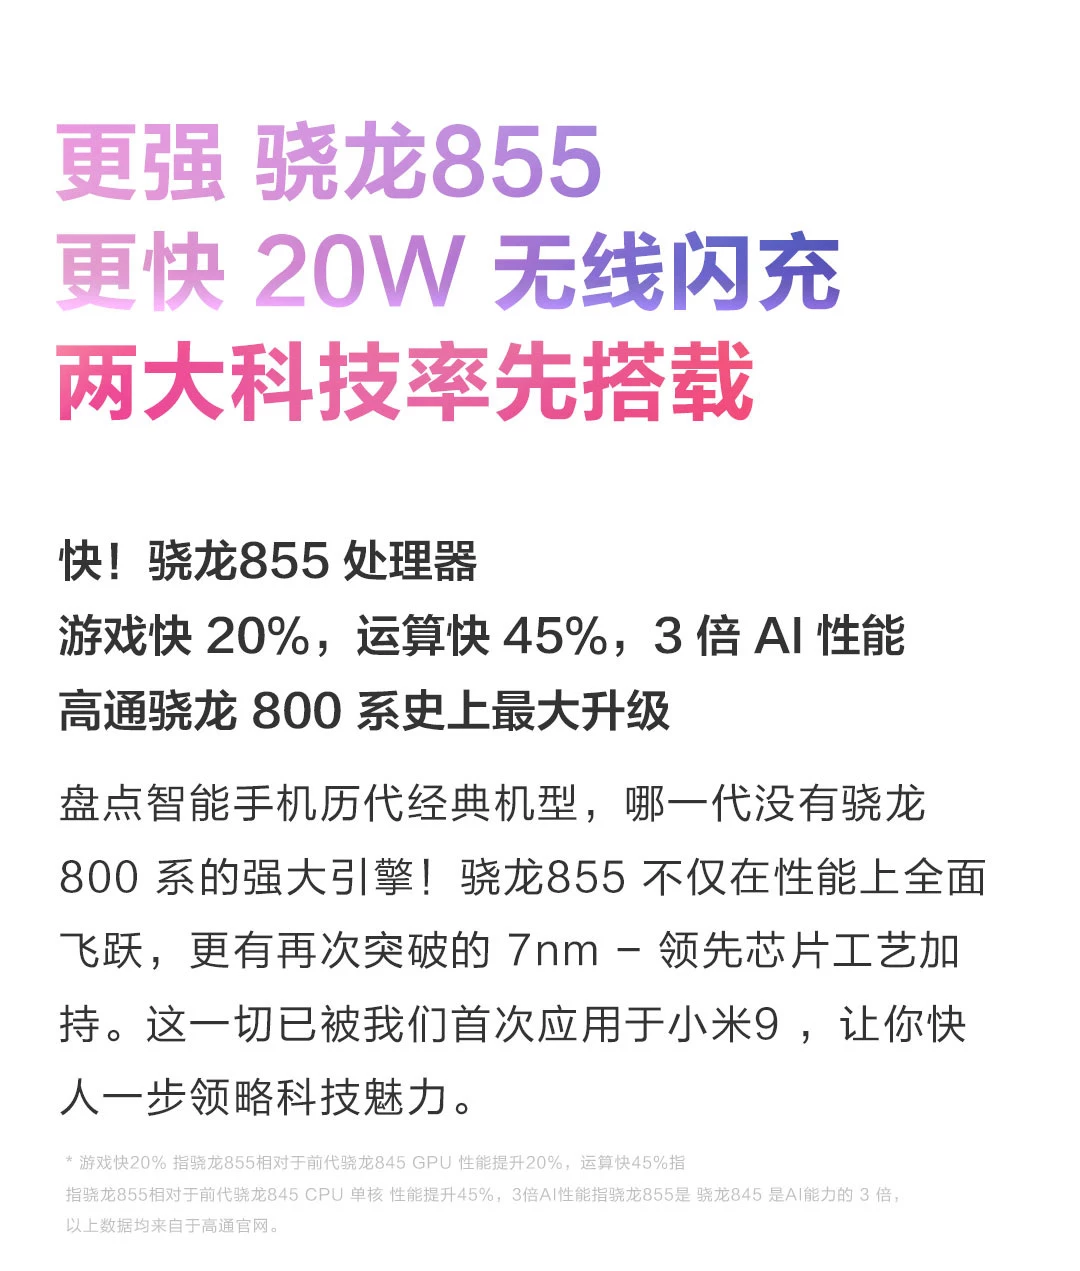 更强 骁龙855
更快 20W 无线闪充
两大科技率先搭载
快！骁龙855 处理器
游戏快 20%，运算快 45%，3 倍 AI 性能
高通骁龙 800 系史上最大升级
盘点智能手机历代经典机型，哪一代没有骁龙
800 系的强大引擎！骁龙855 不仅在性能上全面
飞跃，更有再次突破的 7nm – 领先芯片工艺加
持。这一切已被我们首次应用于小米9 ，让你快
人一步领略科技魅力。
* 游戏快20% 指骁龙855相对于前代骁龙845 GPU 性能提升20%，运算快45%指
指骁龙855相对于前代骁龙845 CPU 单核 性能提升45%，3倍AI性能指骁龙855是 骁龙845 是AI能力的 3 倍，
以上数据均来自于高通官网。